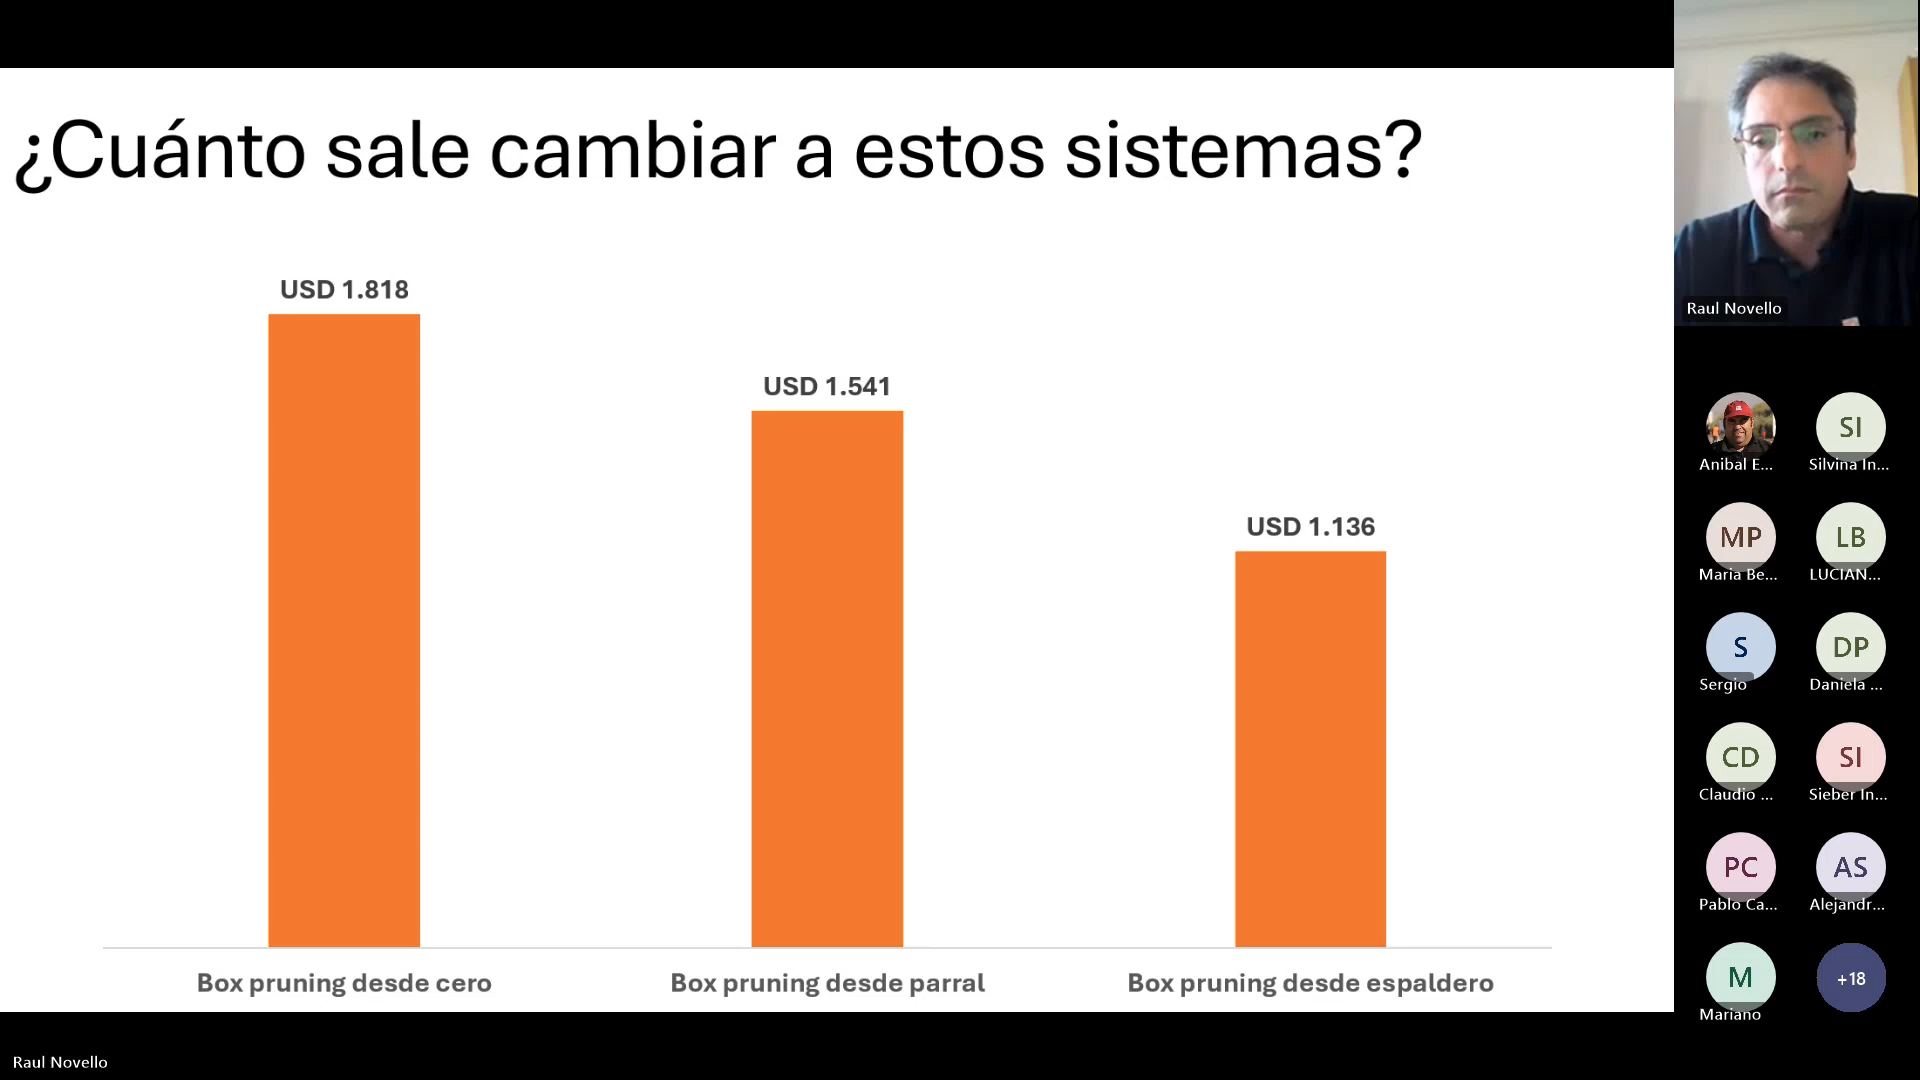 ¿Cuánto sale cambiar a estos sistemas?
USD 1.818
USD 1.541
USD 1.136
Box pruning desde cero
Box pruning desde parral
Box pruning desde espaldero
Raul Novello
Raul Novello
SI
Anibal E...
Silvina In...
MP
LB
Maria Be...
LUCIAN...
S
DP
Sergio
Daniela ...
CD
SI
Claudio ...
Sieber In...
PC
AS
Pablo Ca...
Alejandr...
M
+18
Mariano